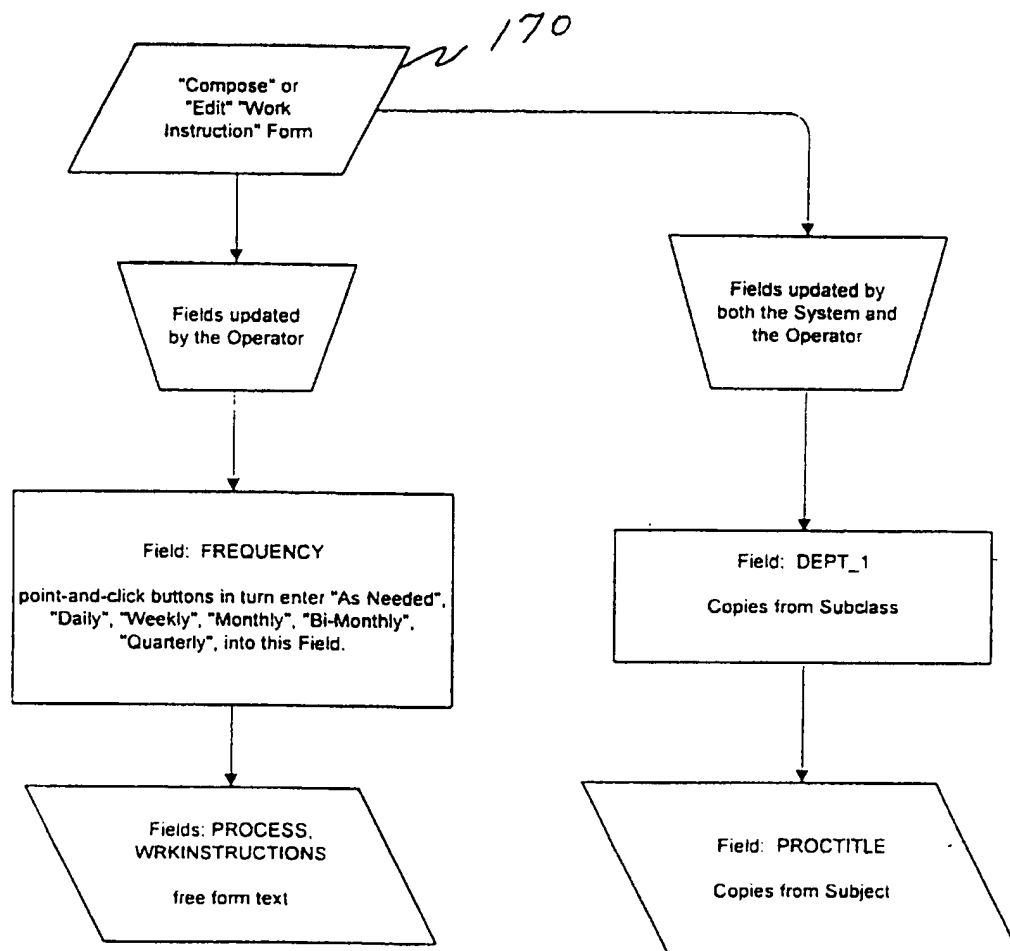 170
"Compose" or
"Edit" "Work
Instruction" Form
Fields updated
by the Operator
Fields updated by
both the System and
the Operator
Field: FREQUENCY
point-and-click buttons in turn enter "As Needed",
"Daily", "Weekly", "Monthly", "Bi-Monthly",
"Quarterly", into this Field.
Field: DEPT_1
Copies from Subclass
Fields: PROCESS,
WRKINSTRUCTIONS
free form text
Field: PROCTITLE
Copies from Subject